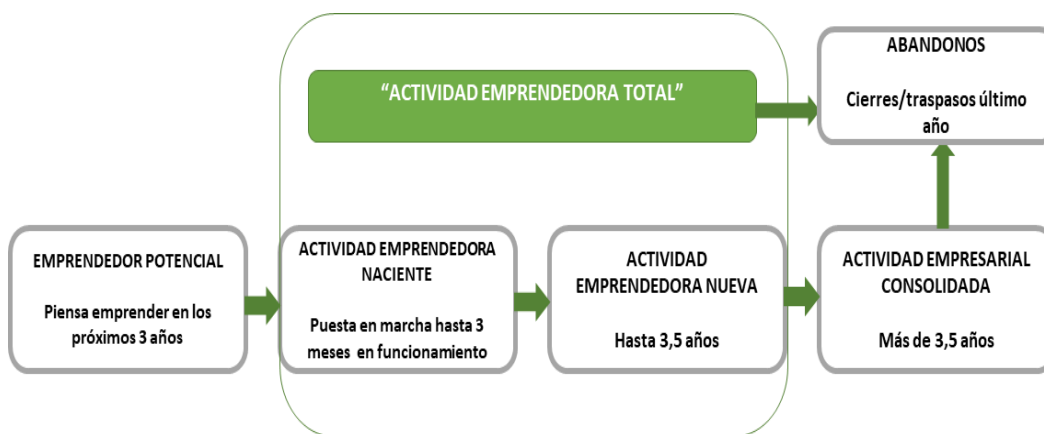 “ACTIVIDAD EMPRENDEDORA TOTAL”
ABANDONOS
Cierres/traspasos último
año
EMPRENDEDOR POTENCIAL
Piensa emprender en los
próximos 3 años
ACTIVIDAD EMPRENDEDORA
NACIENTE
Puesta en marcha hasta 3
meses en funcionamiento
ACTIVIDAD
EMPRENDEDORA NUEVA
Hasta 3,5 años
ACTIVIDAD EMPRESARIAL
CONSOLIDADA
Más de 3,5 años